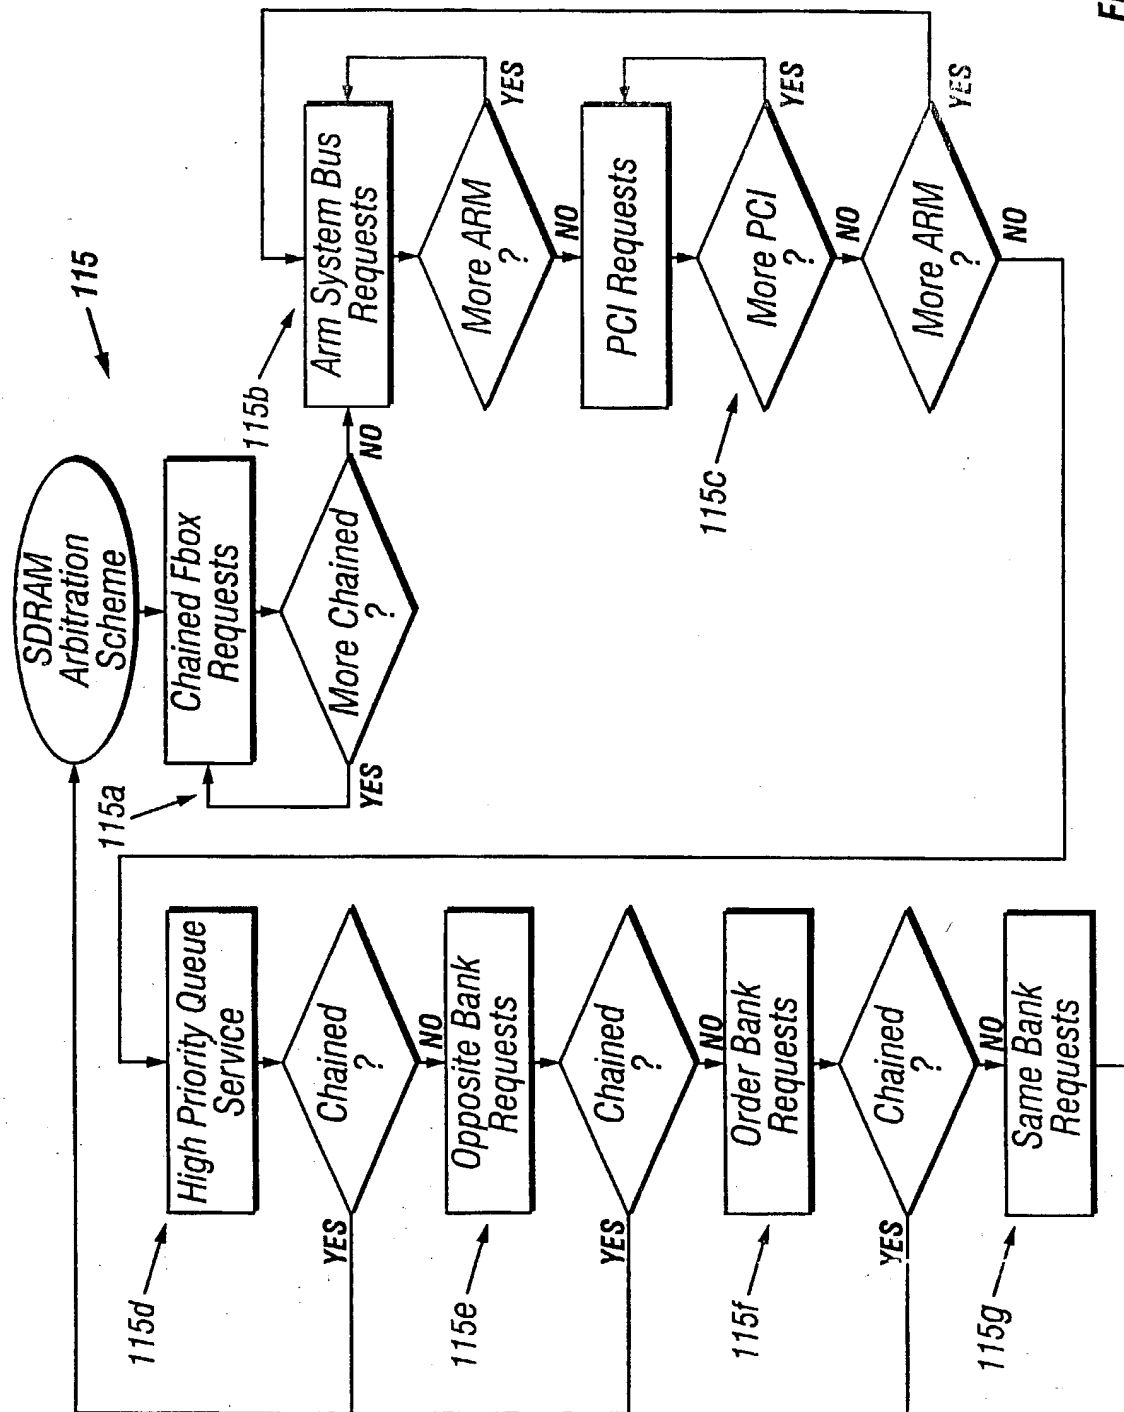 115
SDRAM
Arbitration
Scheme
115a
Chained Fbox
Requests
More Chained
?
YES
NO
115b
Arm System Bus
Requests
More ARM
?
YES
NO
PCI Requests
115c
More PCI
?
YES
NO
More ARM
?
YES
NO
115d
High Priority Queue
Service
Chained
?
YES
NO
115e
Opposite Bank
Requests
Chained
?
YES
NO
115f
Order Bank
Requests
Chained
?
YES
NO
115g
Same Bank
Requests